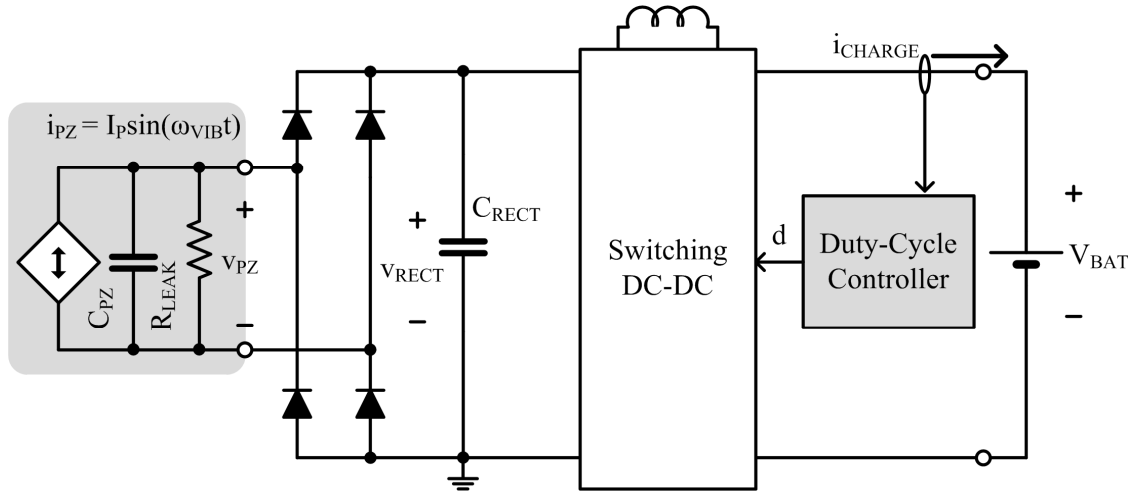 i_CHARGE
i_PZ = I_P sin(ω_VIB t)
+
v_PZ
−
C_PZ
R_LEAK
+
v_RECT
−
C_RECT
Switching
DC-DC
d
Duty-Cycle
Controller
+
V_BAT
−